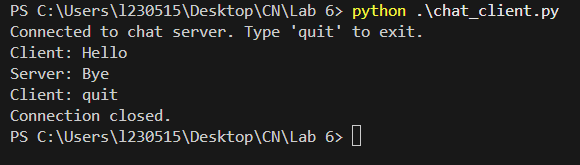 PS C:\Users\l230515\Desktop\CN\Lab 6> python .\chat_client.py
Connected to chat server. Type 'quit' to exit.
Client: Hello
Server: Bye
Client: quit
Connection closed.
PS C:\Users\l230515\Desktop\CN\Lab 6>